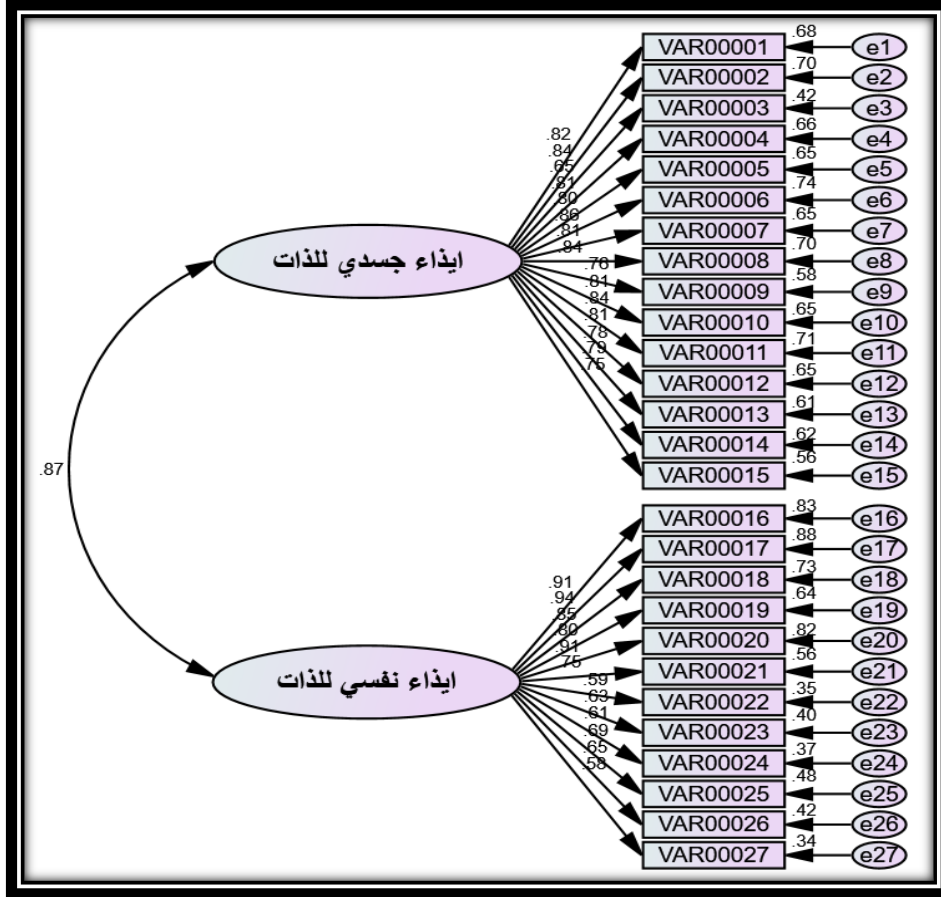 .68
VAR00001
e1
.70
VAR00002
e2
.42
VAR00003
e3
.66
VAR00004
e4
.65
VAR00005
e5
.74
VAR00006
e6
.65
VAR00007
e7
.70
VAR00008
e8
.58
VAR00009
e9
.65
VAR00010
e10
.71
VAR00011
e11
.65
VAR00012
e12
.61
VAR00013
e13
.62
VAR00014
e14
.56
VAR00015
e15
.82
.84
.65
.81
.80
.86
.81
.84
.76
.81
.84
.81
.78
.79
.75
ايذاء جسدي للذات
.87
.83
VAR00016
e16
.88
VAR00017
e17
.73
VAR00018
e18
.64
VAR00019
e19
.82
VAR00020
e20
.56
VAR00021
e21
.35
VAR00022
e22
.40
VAR00023
e23
.37
VAR00024
e24
.48
VAR00025
e25
.42
VAR00026
e26
.34
VAR00027
e27
.91
.94
.85
.80
.91
.75
.59
.63
.61
.69
.65
.58
ايذاء نفسي للذات